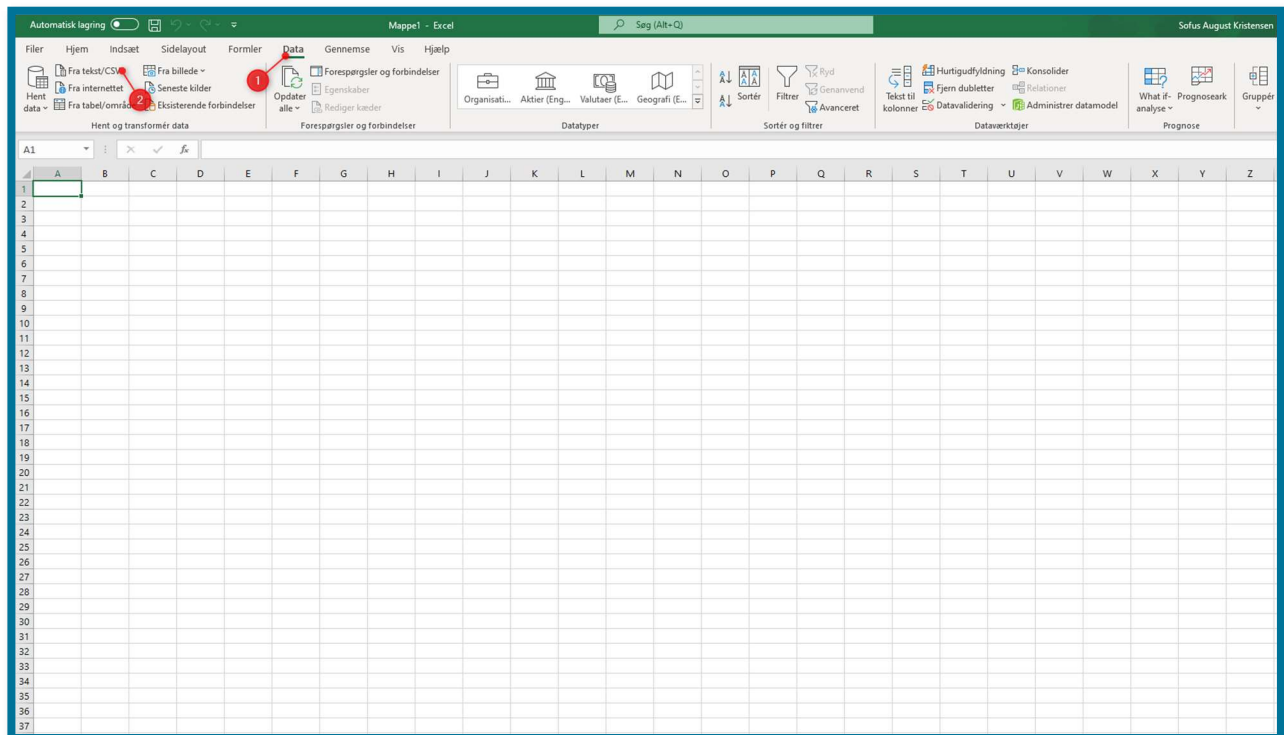 Automatisk lagring Mappe1 - Excel Søg (Alt+Q) Sofus August Kristensen
Filer Hjem Indsæt Sidelayout Formler Data Gennemse Vis Hjælp
1
2
Hent data
Fra tekst/CSV
Fra internettet
Fra billede
Seneste kilder
Eksisterende forbindelser
Hent og transformér data
Opdater alle
Forespørgsler og forbindelser
Egenskaber
Rediger kæder
Forespørgsler og forbindelser
Organisati... Aktier (Eng... Valutaer (E... Geografi (E...
Datatyper
Sortér
Filtrer
Ryd
Genanvend
Avanceret
Sortér og filtrer
Tekst til kolonner
Hurtigudfyldning
Fjern dubletter
Datavalidering
Konsolider
Relationer
Administrer datamodel
Dataværktøjer
What if-analyse
Prognoseark
Prognose
Gruppér
A1 fx
A B C D E F G H I J K L M N O P Q R S T U V W X Y Z
1
2
3
4
5
6
7
8
9
10
11
12
13
14
15
16
17
18
19
20
21
22
23
24
25
26
27
28
29
30
31
32
33
34
35
36
37